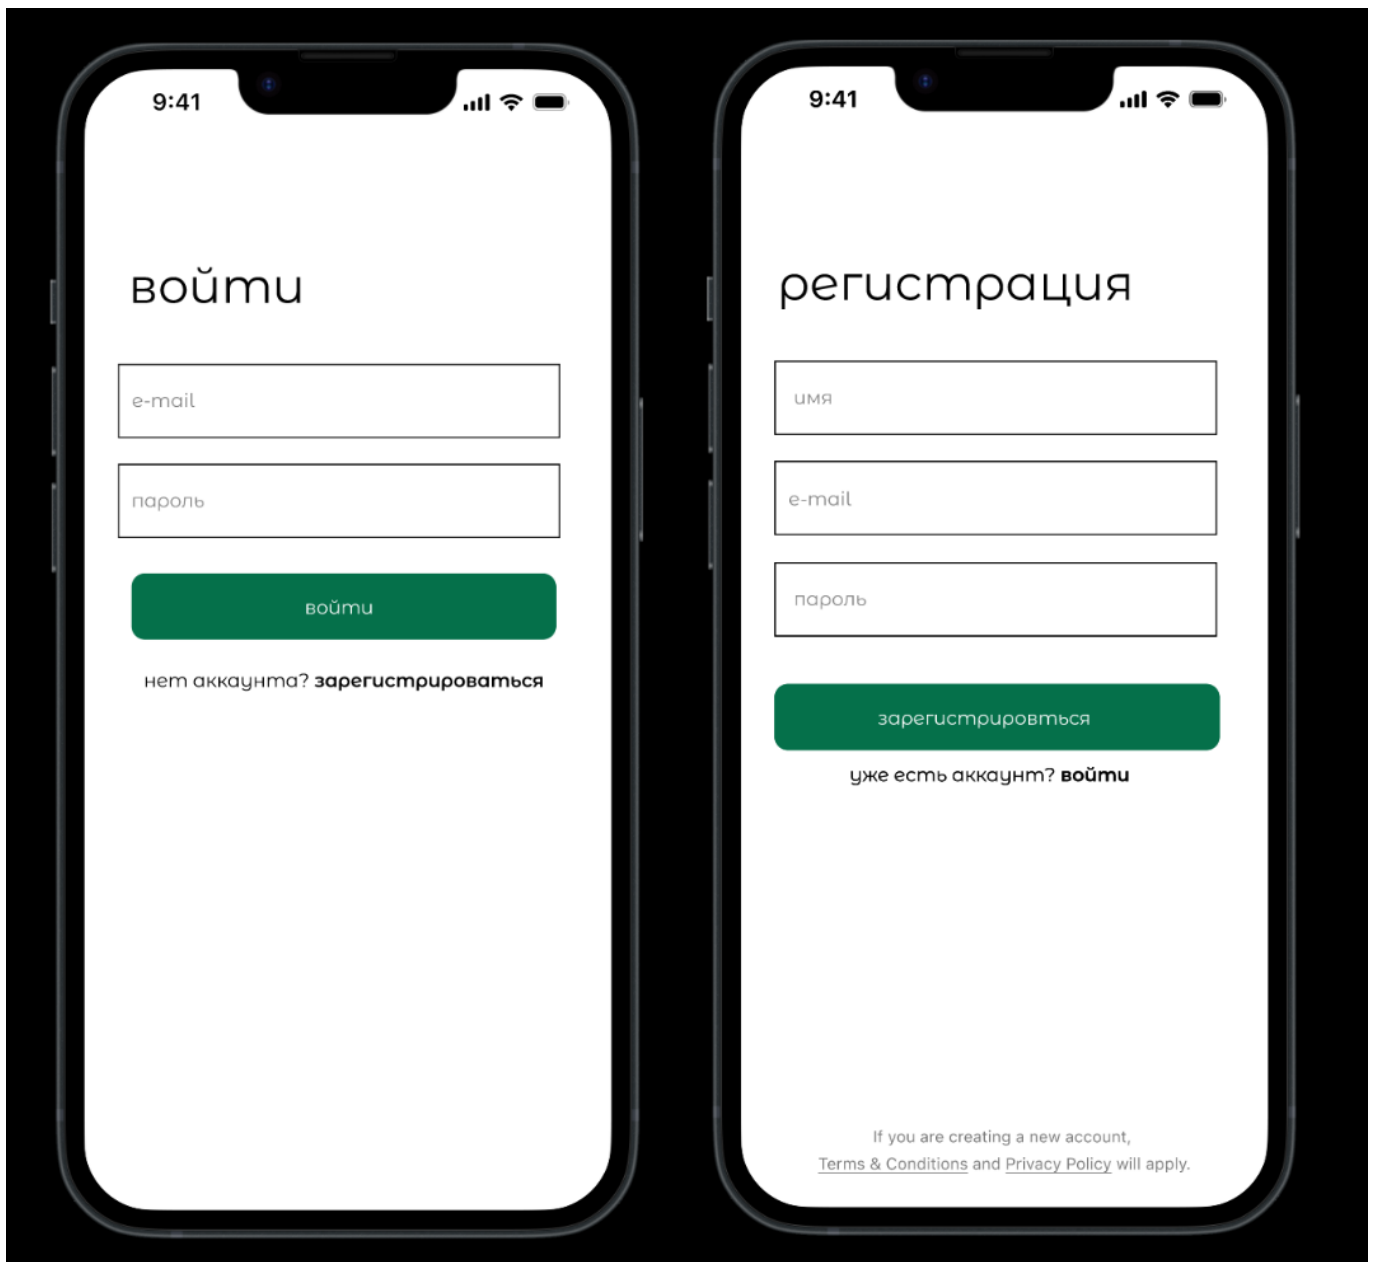 9:41
войти
e-mail
пароль
войти
нет аккаунта? зарегистрироваться
9:41
регистрация
имя
e-mail
пароль
зарегистрировться
уже есть аккаунт? войти
If you are creating a new account,
Terms & Conditions and Privacy Policy will apply.